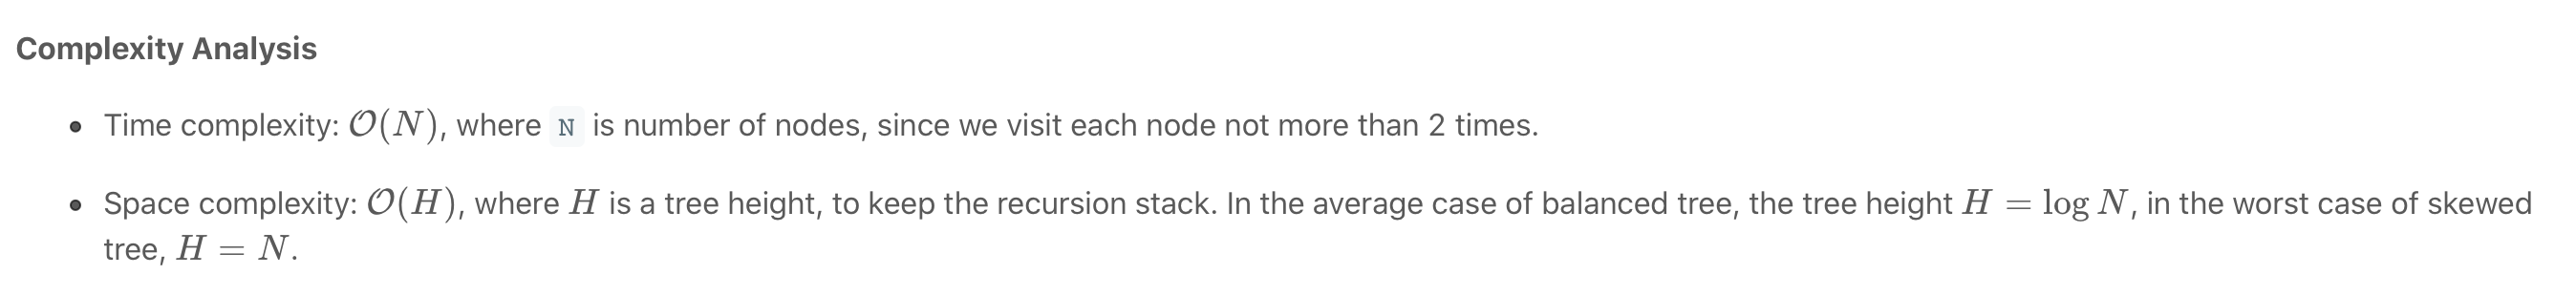 Complexity Analysis
• Time complexity: O(N), where N is number of nodes, since we visit each node not more than 2 times.
• Space complexity: O(H), where H is a tree height, to keep the recursion stack. In the average case of balanced tree, the tree height H = log N, in the worst case of skewed
tree, H = N.